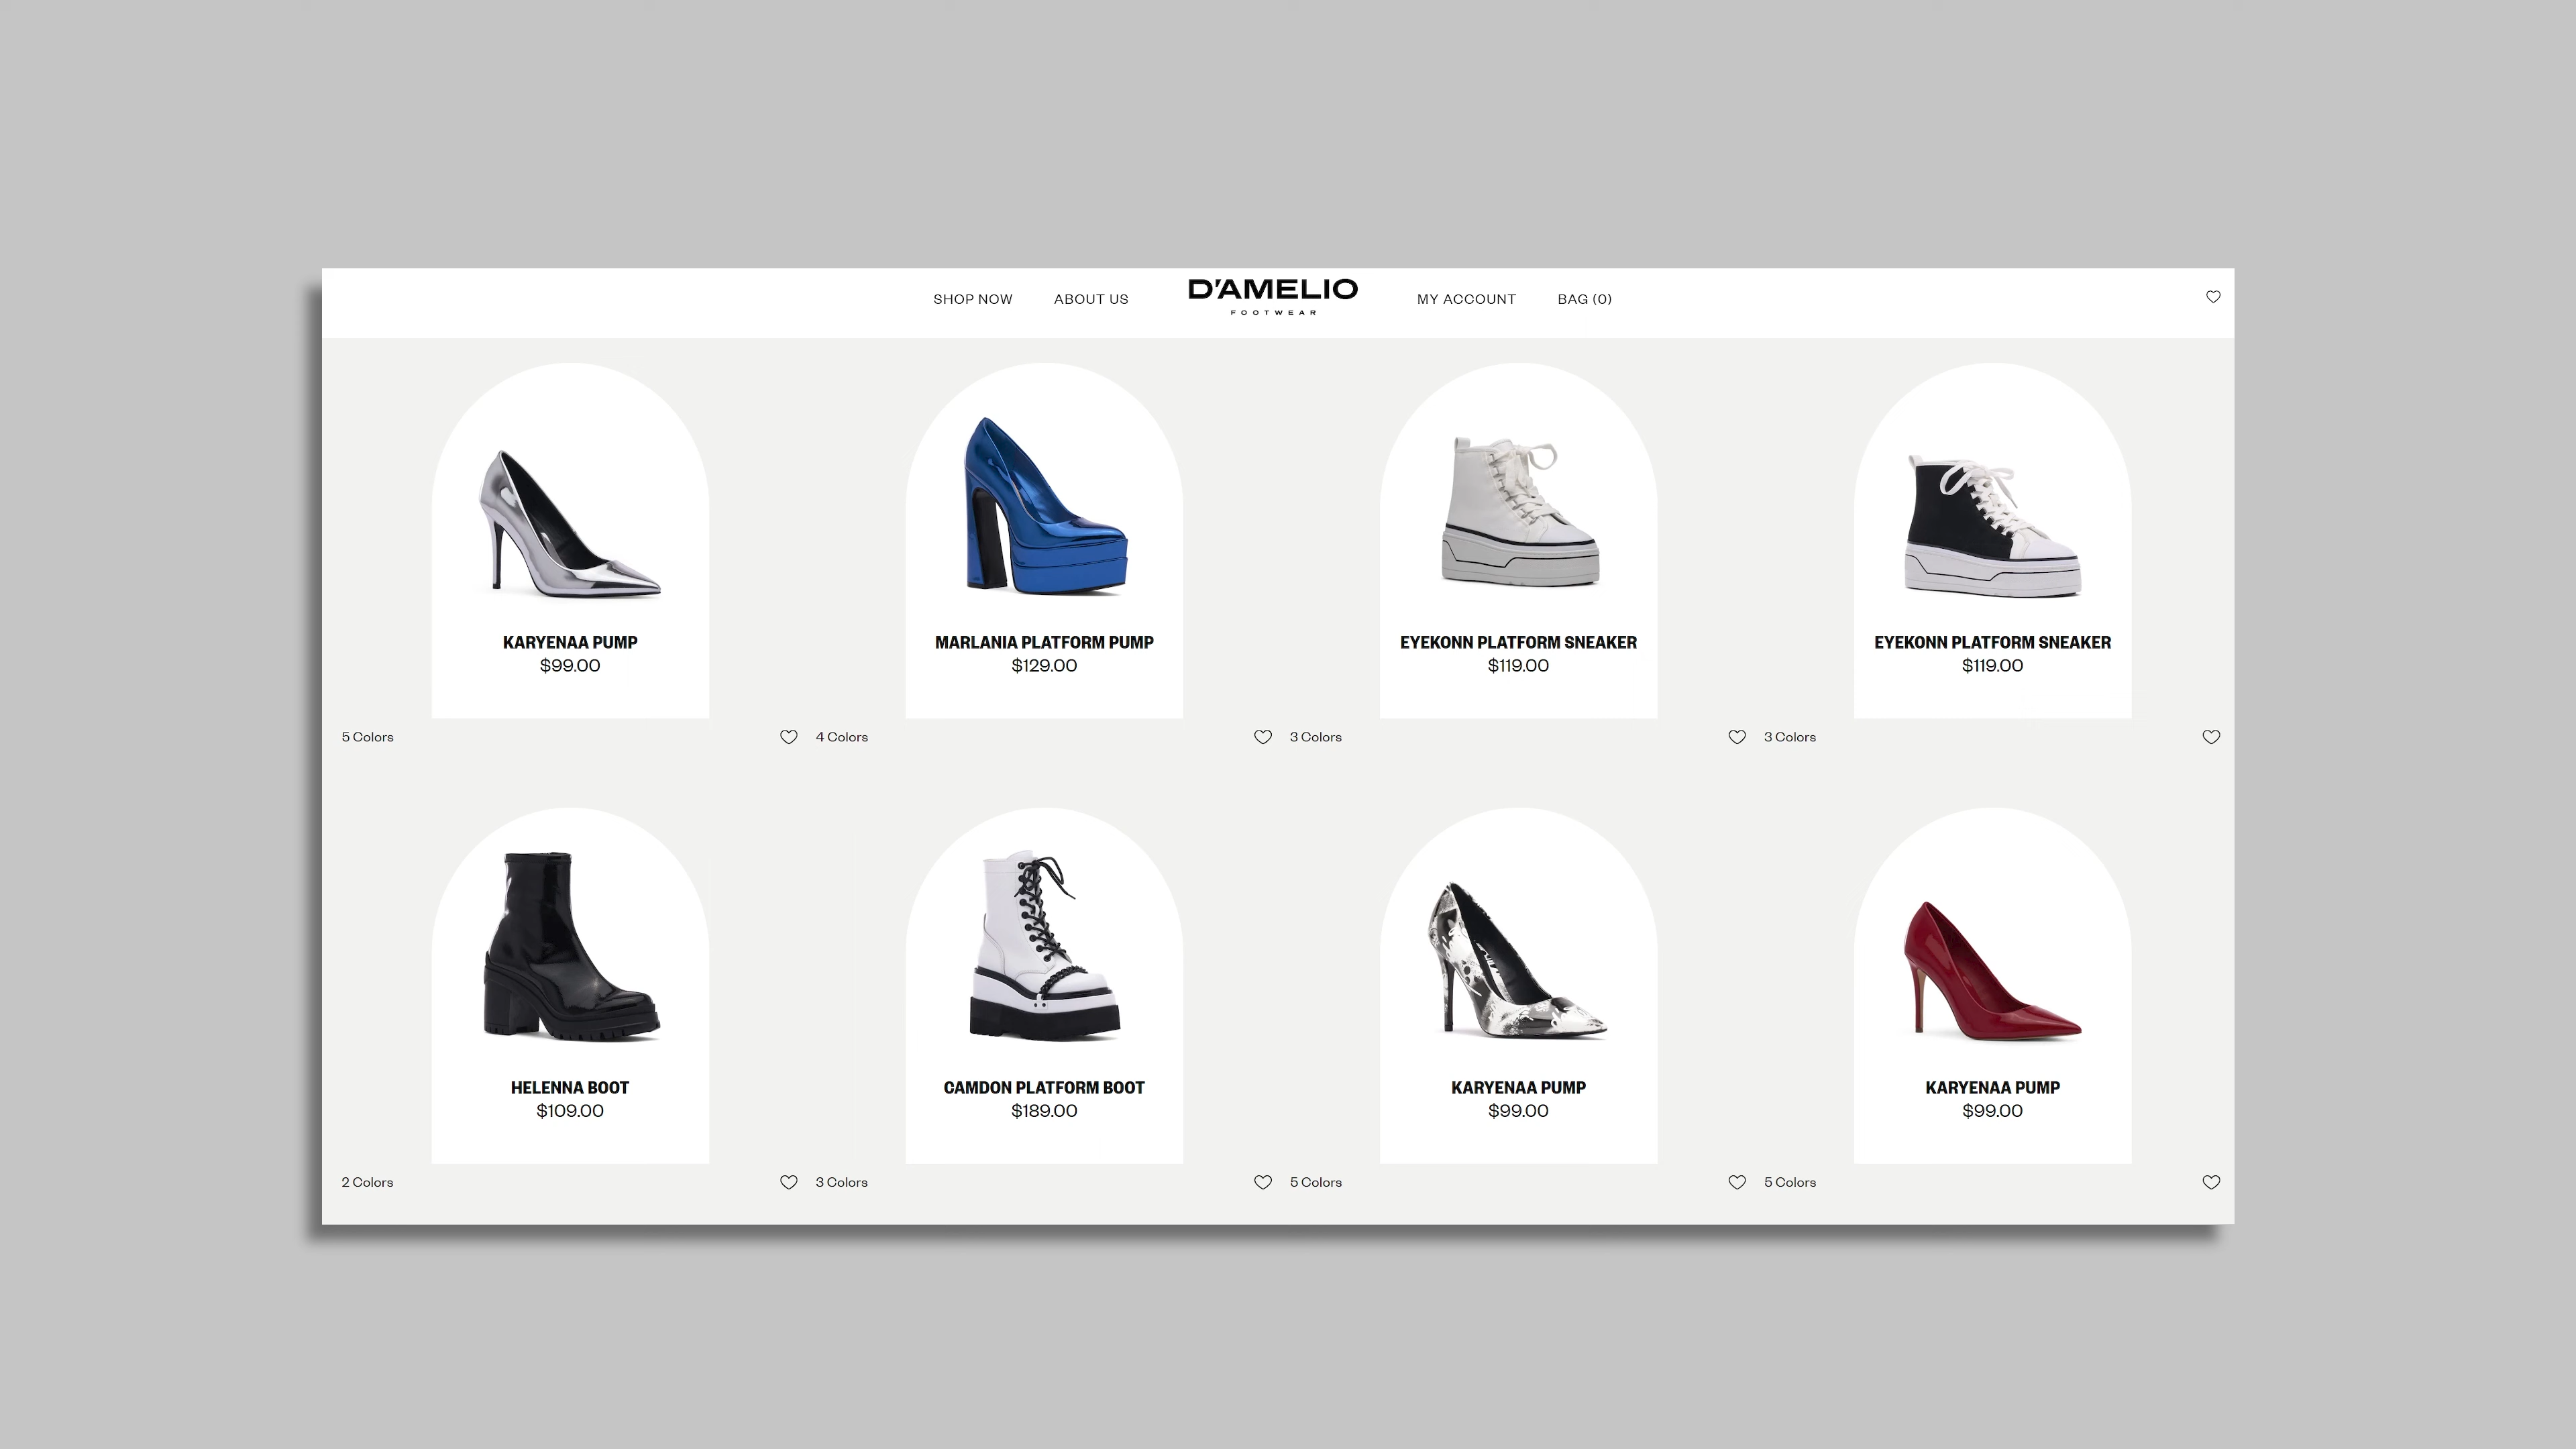 SHOP NOW
ABOUT US
D'AMELIO
FOOTWEAR
MY ACCOUNT
BAG (0)
KARYENAA PUMP
$99.00
5 Colors
MARLANIA PLATFORM PUMP
$129.00
4 Colors
EYEKONN PLATFORM SNEAKER
$119.00
3 Colors
EYEKONN PLATFORM SNEAKER
$119.00
3 Colors
HELENNA BOOT
$109.00
2 Colors
CAMDON PLATFORM BOOT
$189.00
3 Colors
KARYENAA PUMP
$99.00
5 Colors
KARYENAA PUMP
$99.00
5 Colors